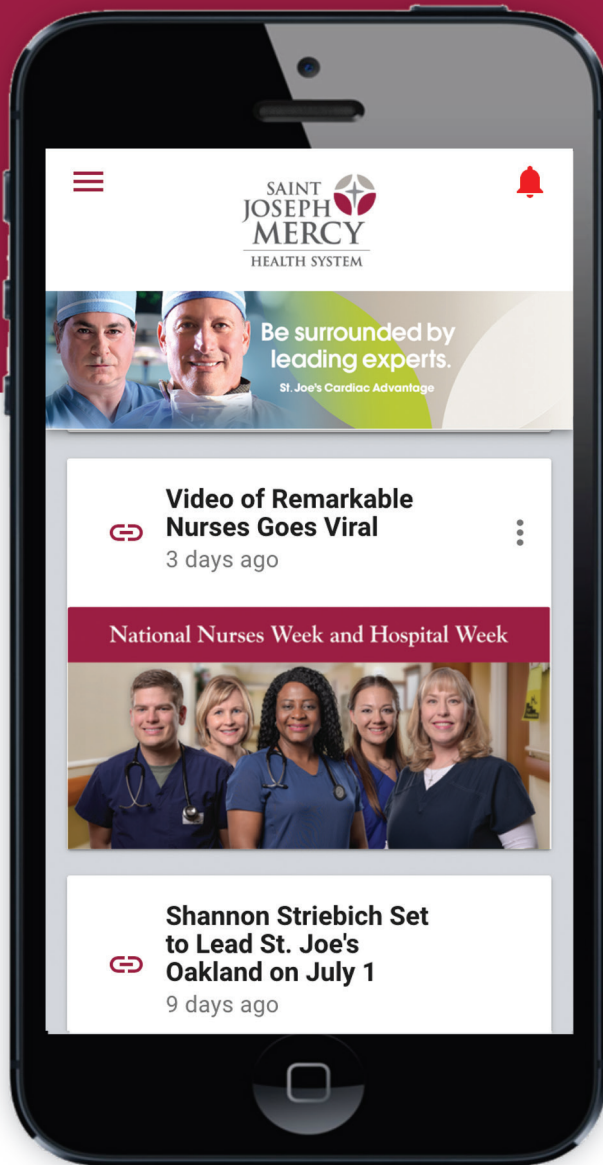 SAINT
JOSEPH
MERCY
HEALTH SYSTEM
Be surrounded by
leading experts.
St. Joe's Cardiac Advantage
Video of Remarkable
Nurses Goes Viral
3 days ago
National Nurses Week and Hospital Week
Shannon Striebich Set
to Lead St. Joe's
Oakland on July 1
9 days ago